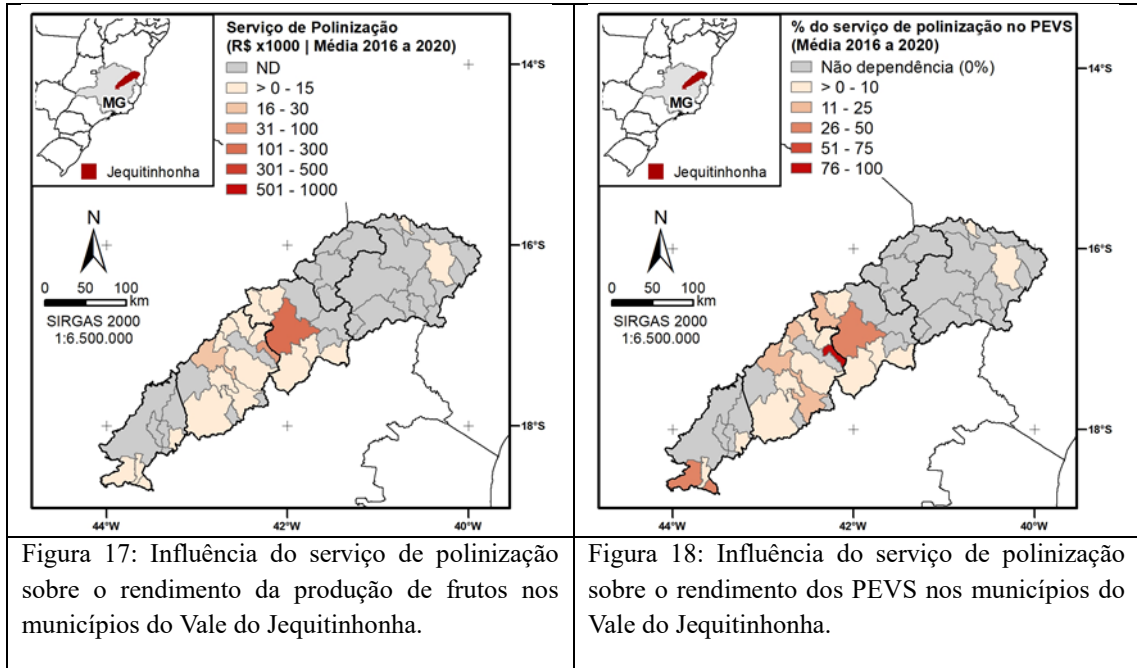 Serviço de Polinização
(R$ x1000 | Média 2016 a 2020)
ND
> 0 - 15
16 - 30
31 - 100
101 - 300
301 - 500
501 - 1000
MG
Jequitinhonha
14°S
16°S
18°S
N
0 50 100
km
SIRGAS 2000
1:6.500.000
44°W 42°W 40°W
Figura 17: Influência do serviço de polinização
sobre o rendimento da produção de frutos nos
municípios do Vale do Jequitinhonha.
% do serviço de polinização no PEVS
(Média 2016 a 2020)
Não dependência (0%)
> 0 - 10
11 - 25
26 - 50
51 - 75
76 - 100
MG
Jequitinhonha
14°S
16°S
18°S
N
0 50 100
km
SIRGAS 2000
1:6.500.000
44°W 42°W 40°W
Figura 18: Influência do serviço de polinização
sobre o rendimento dos PEVS nos municípios do
Vale do Jequitinhonha.